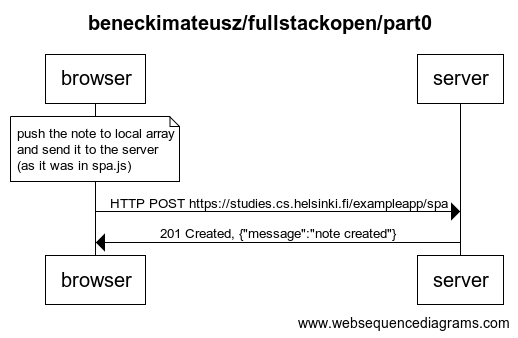 beneckimateusz/fullstackopen/part0
browser
server
push the note to local array
and send it to the server
(as it was in spa.js)
HTTP POST https://studies.cs.helsinki.fi/exampleapp/spa
201 Created, {"message":"note created"}
browser
server
www.websequencediagrams.com